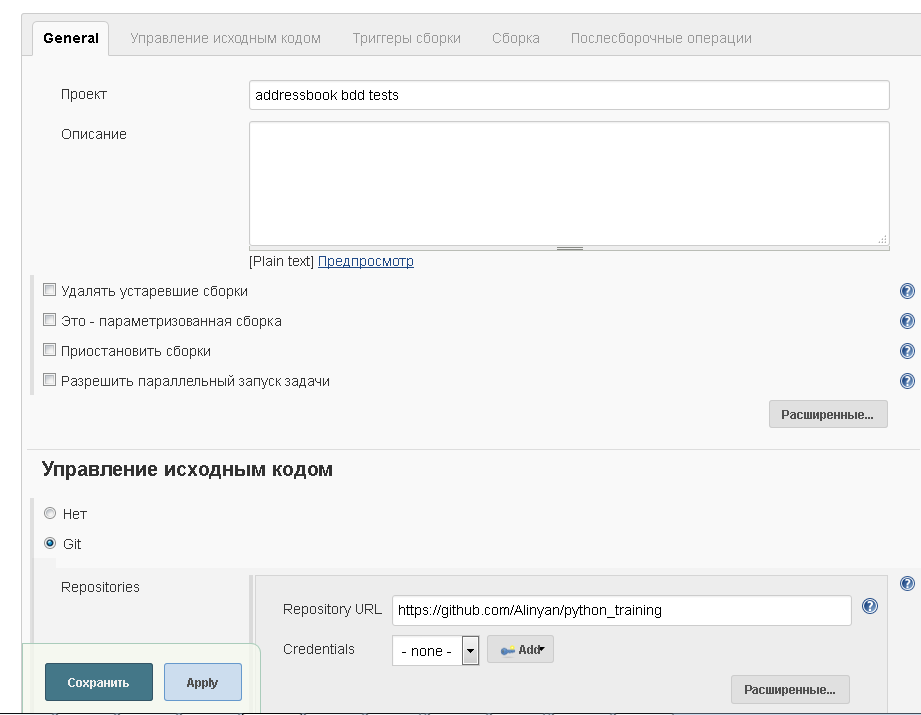 General Управление исходным кодом Триггеры сборки Сборка Послесборочные операции
Проект addressbook bdd tests
Описание
[Plain text] Предпросмотр
Удалять устаревшие сборки
Это - параметризованная сборка
Приостановить сборки
Разрешить параллельный запуск задачи
Расширенные...
Управление исходным кодом
Нет
Git
Repositories
Repository URL https://github.com/Alinyan/python_training
Credentials - none - Add
Расширенные...
Сохранить Apply